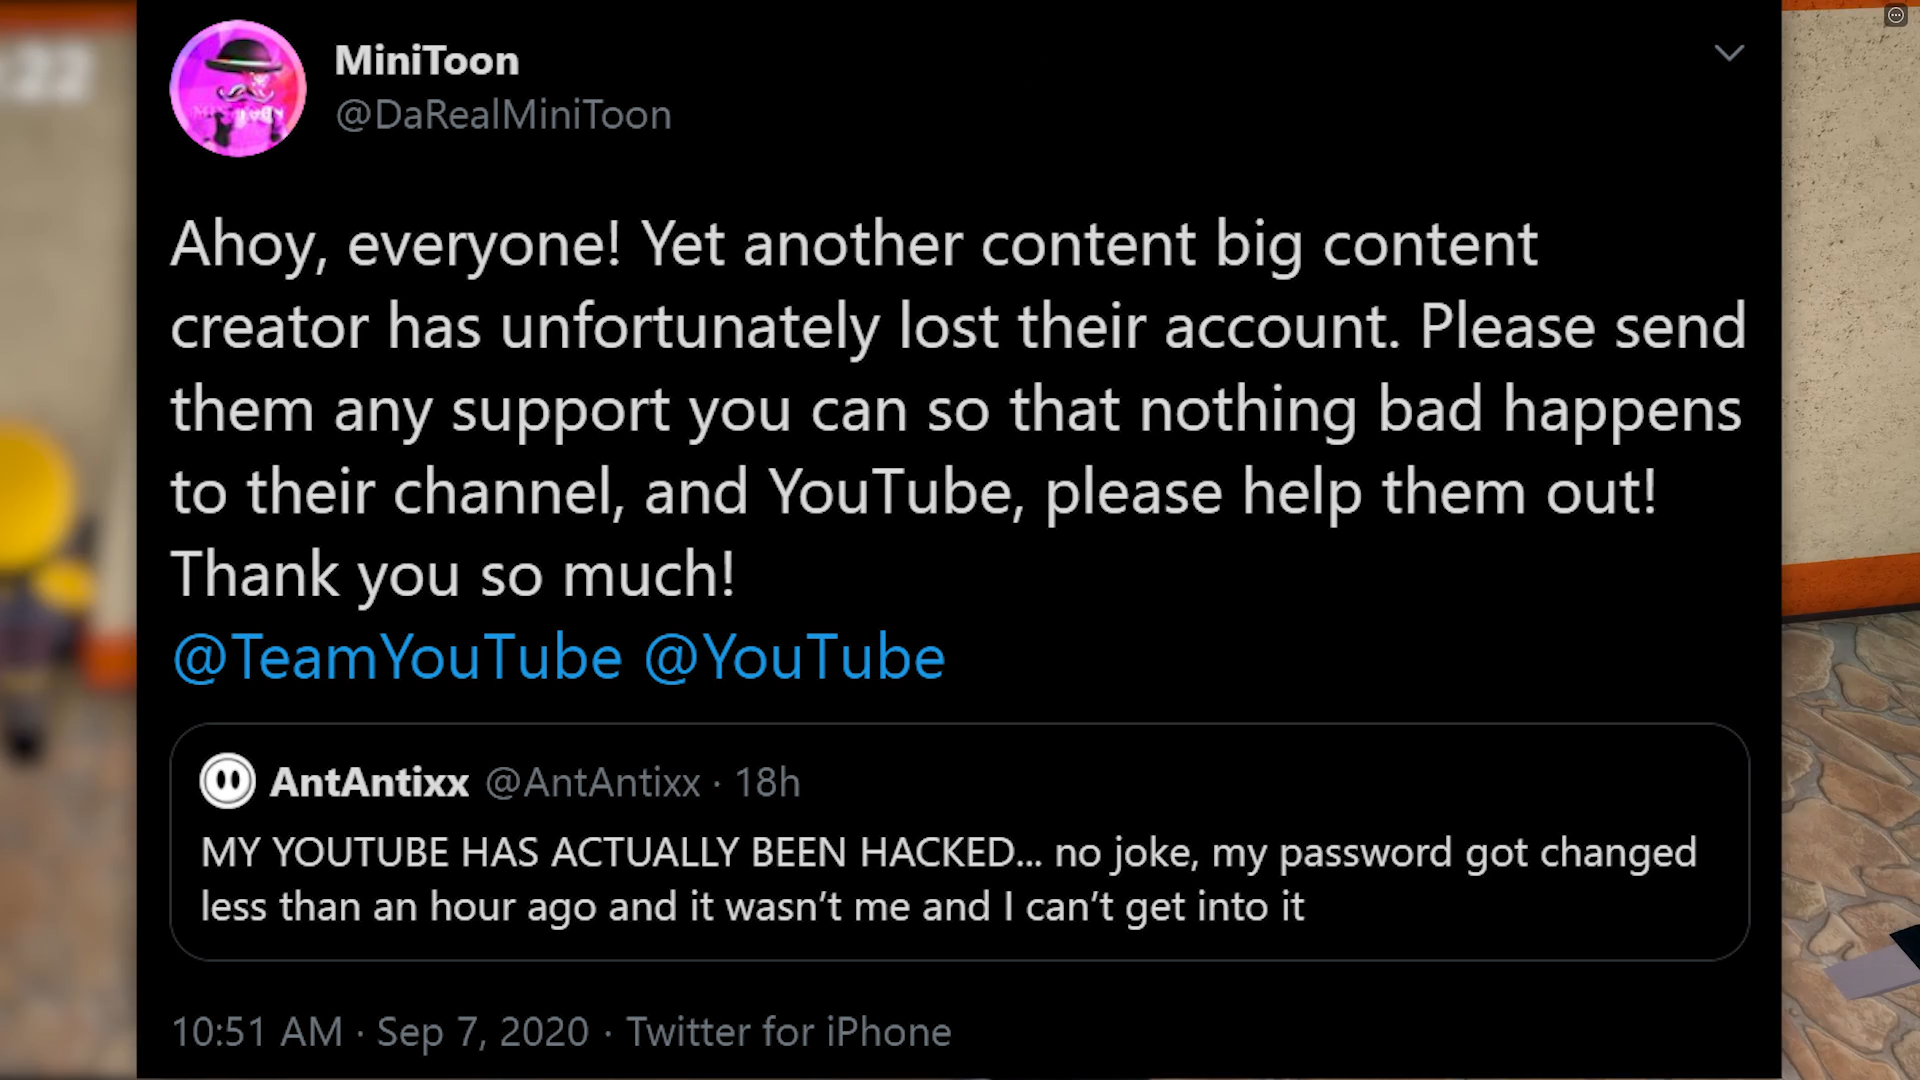 :22
MiniToon
@DaRealMiniToon
Ahoy, everyone! Yet another content big content
creator has unfortunately lost their account. Please send
them any support you can so that nothing bad happens
to their channel, and YouTube, please help them out!
Thank you so much!
@TeamYouTube @YouTube
AntAntixx @AntAntixx · 18h
MY YOUTUBE HAS ACTUALLY BEEN HACKED... no joke, my password got changed
less than an hour ago and it wasn’t me and I can’t get into it
10:51 AM · Sep 7, 2020 · Twitter for iPhone